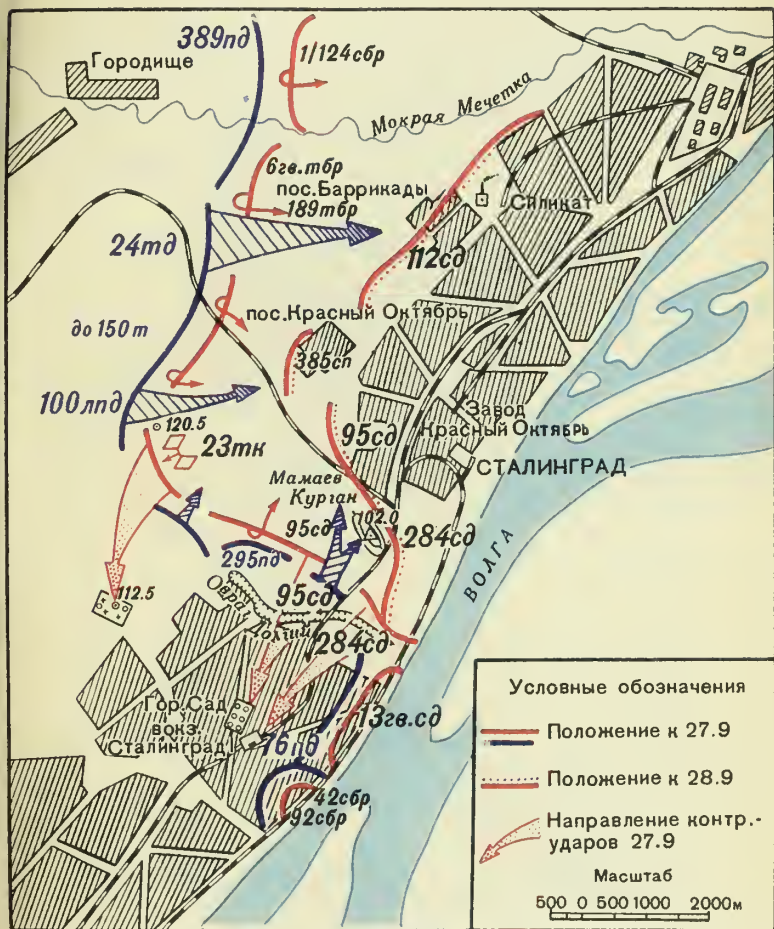 389пд
Городище
1/124сбр
Мокрая Мечетка
6гв.тбр
пос.Баррикады
189тбр
Силикат
24тд
112сд
до 150 т
пос.Красный Октябрь
385сп
100лпд
120.5
23тк
95сд
Завод
Красный Октябрь
СТАЛИНГРАД
Мамаев
Курган
102.0
95сд
284сд
295пд
ВОЛГА
112.5
95сд
Овраг Долгий
284сд
Гор.Сад
вокз.
Сталинград I
13гв.сд
76пд
42сбр
92сбр
Условные обозначения
Положение к 27.9
Положение к 28.9
Направление контр.-
ударов 27.9
Масштаб
500 0 500 1000 2000м